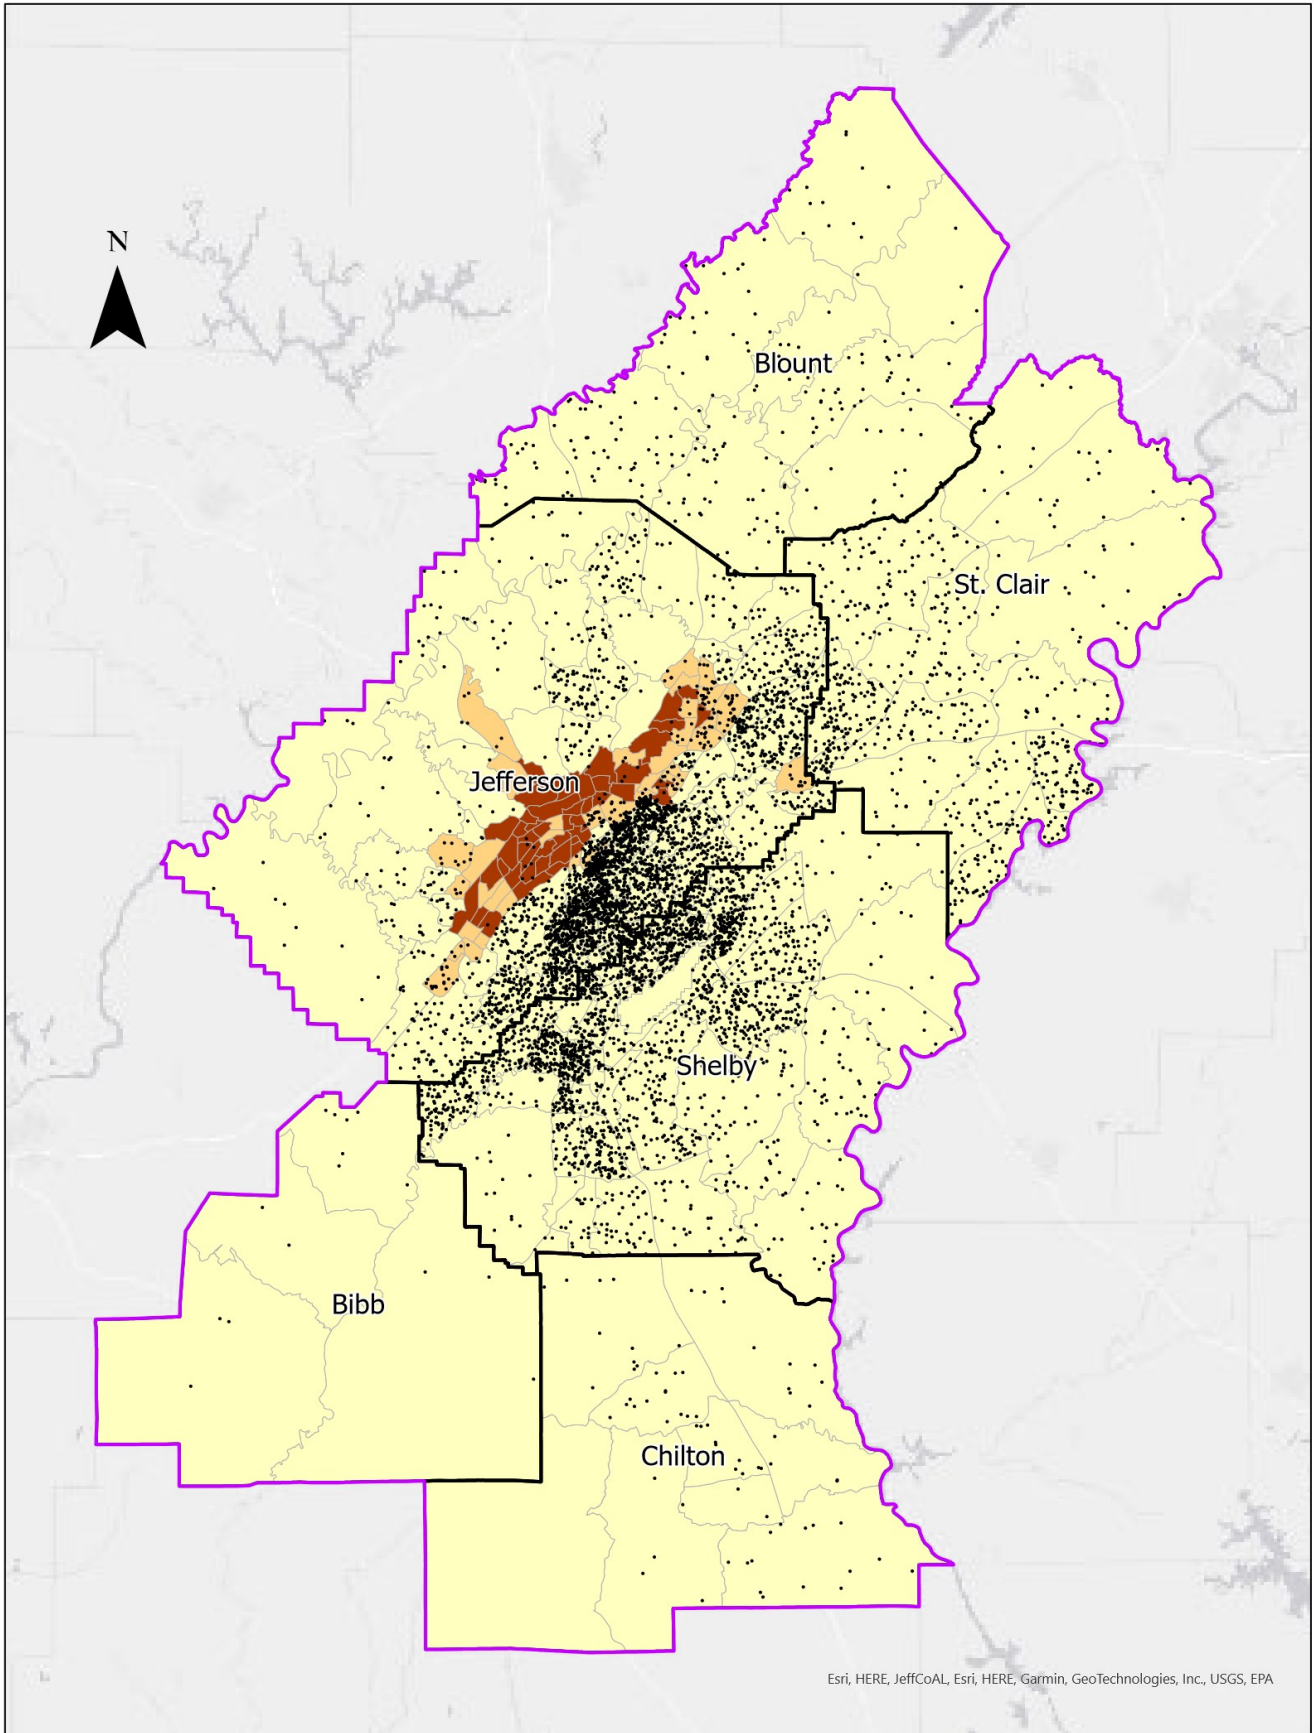 N
Blount
St. Clair
Jefferson
Shelby
Bibb
Chilton
Esri, HERE, JeffCoAL, Esri, HERE, Garmin, GeoTechnologies, Inc., USGS, EPA